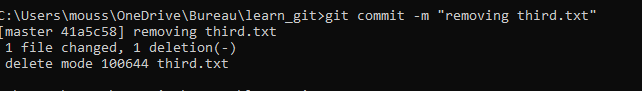 C:\Users\mouss\OneDrive\Bureau\learn_git>git commit -m "removing third.txt"
[master 41a5c58] removing third.txt
 1 file changed, 1 deletion(-)
 delete mode 100644 third.txt